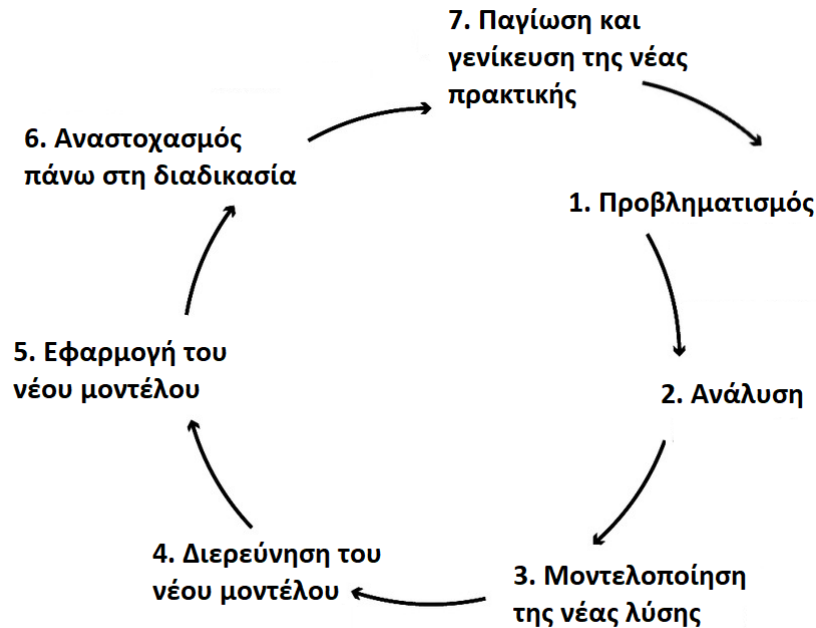 7. Παγίωση και
γενίκευση της νέας
πρακτικής
1. Προβληματισμός
2. Ανάλυση
3. Μοντελοποίηση
της νέας λύσης
4. Διερεύνηση του
νέου μοντέλου
5. Εφαρμογή του
νέου μοντέλου
6. Αναστοχασμός
πάνω στη διαδικασία